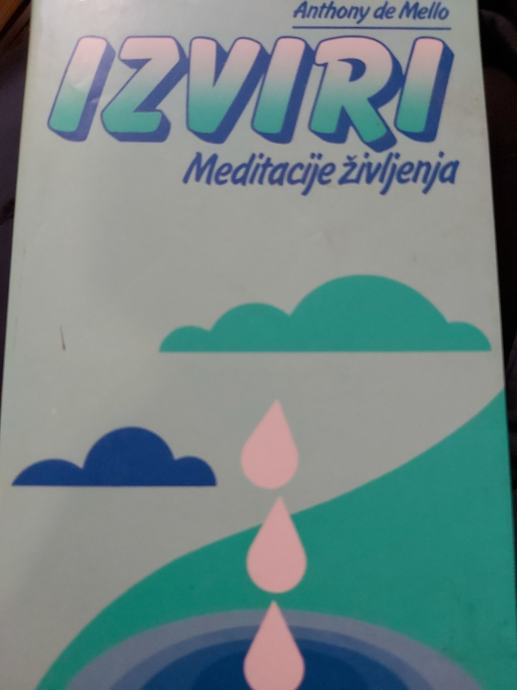 Anthony de Mello
IZVIRI
Meditacije življenja